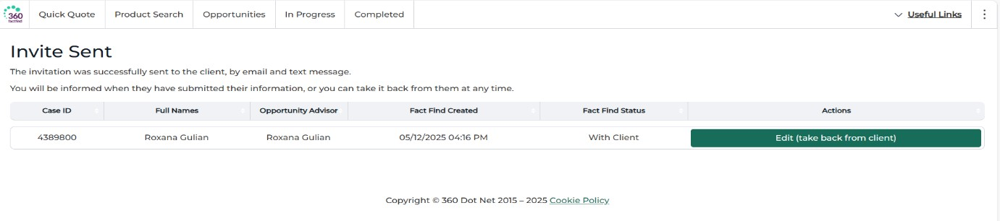 360
factfind
Quick Quote
Product Search
Opportunities
In Progress
Completed
Useful Links
Invite Sent
The invitation was successfully sent to the client, by email and text message.
You will be informed when they have submitted their information, or you can take it back from them at any time.
Case ID Full Names Opportunity Advisor Fact Find Created Fact Find Status Actions
4389800 Roxana Gulian Roxana Gulian 05/12/2025 04:16 PM With Client Edit (take back from client)
Copyright © 360 Dot Net 2015 – 2025 Cookie Policy